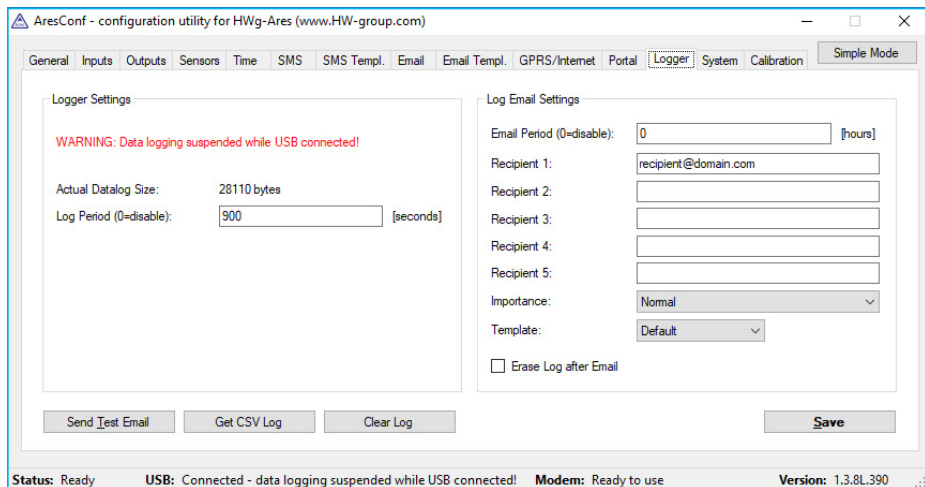 AresConf - configuration utility for HWg-Ares (www.HW-group.com)
Simple Mode
General Inputs Outputs Sensors Time SMS SMS Templ. Email Email Templ. GPRS/Internet Portal Logger System Calibration
Logger Settings
WARNING: Data logging suspended while USB connected!
Actual Datalog Size: 28110 bytes
Log Period (0=disable): 900 [seconds]
Log Email Settings
Email Period (0=disable): 0 [hours]
Recipient 1: recipient@domain.com
Recipient 2:
Recipient 3:
Recipient 4:
Recipient 5:
Importance: Normal
Template: Default
Erase Log after Email
Send Test Email Get CSV Log Clear Log Save
Status: Ready USB: Connected - data logging suspended while USB connected! Modem: Ready to use Version: 1.3.8L.390